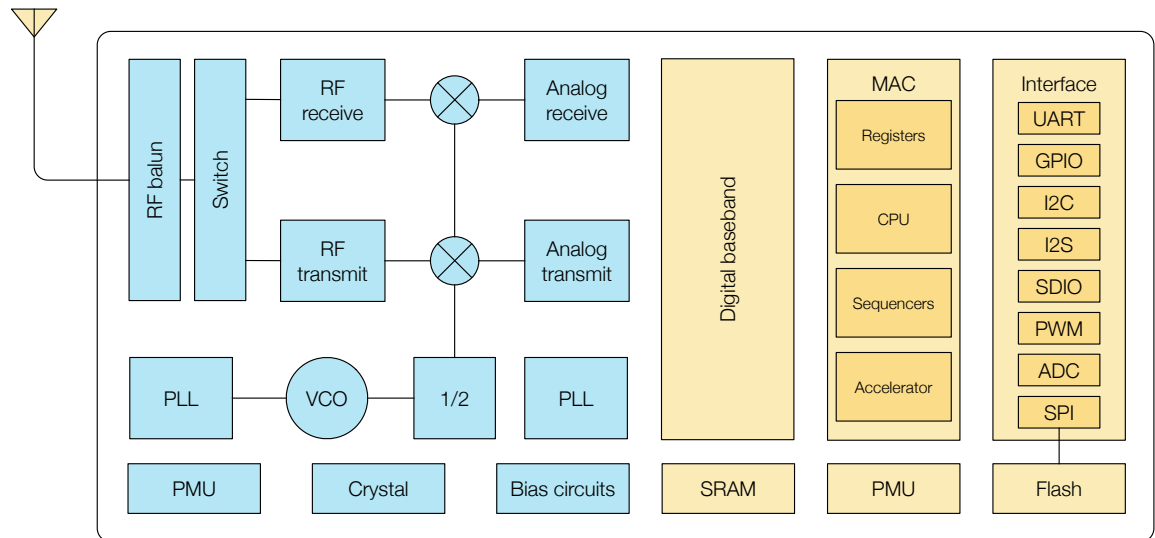 RF balun
Switch
RF
receive
Analog
receive
RF
transmit
Analog
transmit
PLL
VCO
1/2
PLL
PMU
Crystal
Bias circuits
Digital baseband
SRAM
MAC
Registers
CPU
Sequencers
Accelerator
PMU
Interface
UART
GPIO
I2C
I2S
SDIO
PWM
ADC
SPI
Flash